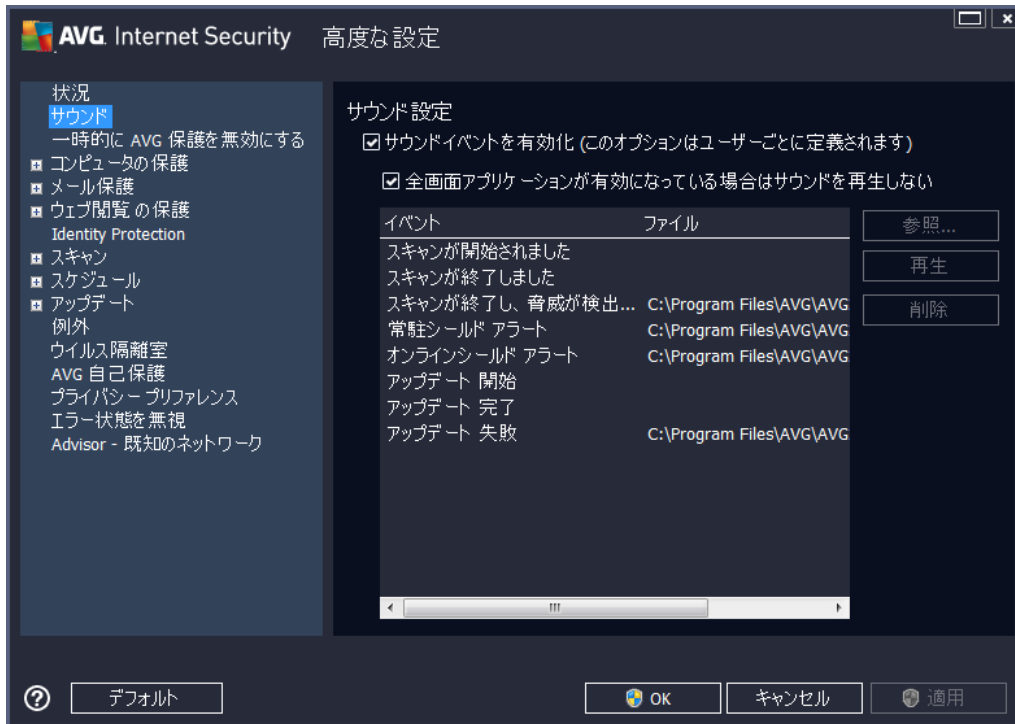 AVG. Internet Security 高度な設定
状況
サウンド
一時的に AVG 保護を無効にする
コンピュータの保護
メール保護
ウェブ閲覧 の保護
Identity Protection
スキャン
スケジュール
アップデート
例外
ウイルス隔離室
AVG 自己保護
プライバシー プリファレンス
エラー状態を無視
Advisor - 既知のネットワーク
サウンド設定
サウンドイベントを有効化 (このオプションはユーザーごとに定義されます)
全画面アプリケーションが有効になっている場合はサウンドを再生しない
イベント ファイル
スキャンが開始されました
スキャンが終了しました
スキャンが終了し、脅威が検出... C:\Program Files\AVG\AVG
常駐シールド アラート C:\Program Files\AVG\AVG
オンラインシールド アラート C:\Program Files\AVG\AVG
アップデート 開始
アップデート 完了
アップデート 失敗 C:\Program Files\AVG\AVG
参照...
再生
削除
デフォルト
OK
キャンセル
適用